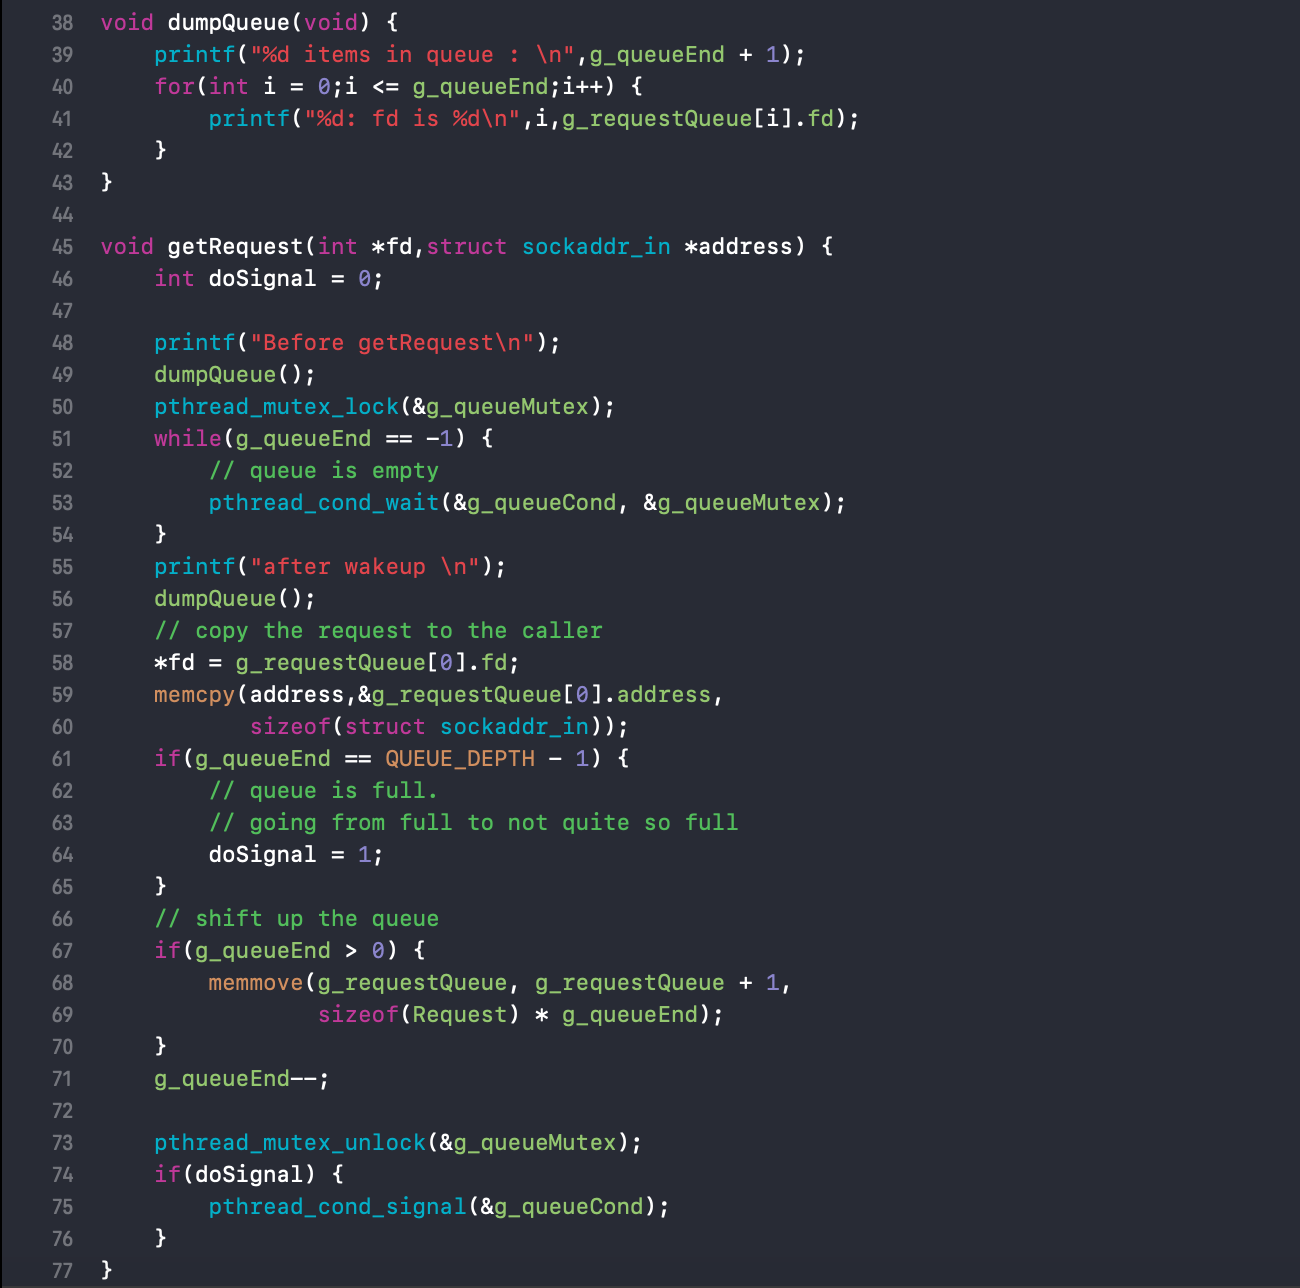 38 void dumpQueue(void) {
39     printf("%d items in queue : \n",g_queueEnd + 1);
40     for(int i = 0;i <= g_queueEnd;i++) {
41         printf("%d: fd is %d\n",i,g_requestQueue[i].fd);
42     }
43 }
44
45 void getRequest(int *fd,struct sockaddr_in *address) {
46     int doSignal = 0;
47
48     printf("Before getRequest\n");
49     dumpQueue();
50     pthread_mutex_lock(&g_queueMutex);
51     while(g_queueEnd == -1) {
52         // queue is empty
53         pthread_cond_wait(&g_queueCond, &g_queueMutex);
54     }
55     printf("after wakeup \n");
56     dumpQueue();
57     // copy the request to the caller
58     *fd = g_requestQueue[0].fd;
59     memcpy(address,&g_requestQueue[0].address,
60            sizeof(struct sockaddr_in));
61     if(g_queueEnd == QUEUE_DEPTH - 1) {
62         // queue is full.
63         // going from full to not quite so full
64         doSignal = 1;
65     }
66     // shift up the queue
67     if(g_queueEnd > 0) {
68         memmove(g_requestQueue, g_requestQueue + 1,
69                 sizeof(Request) * g_queueEnd);
70     }
71     g_queueEnd--;
72
73     pthread_mutex_unlock(&g_queueMutex);
74     if(doSignal) {
75         pthread_cond_signal(&g_queueCond);
76     }
77 }